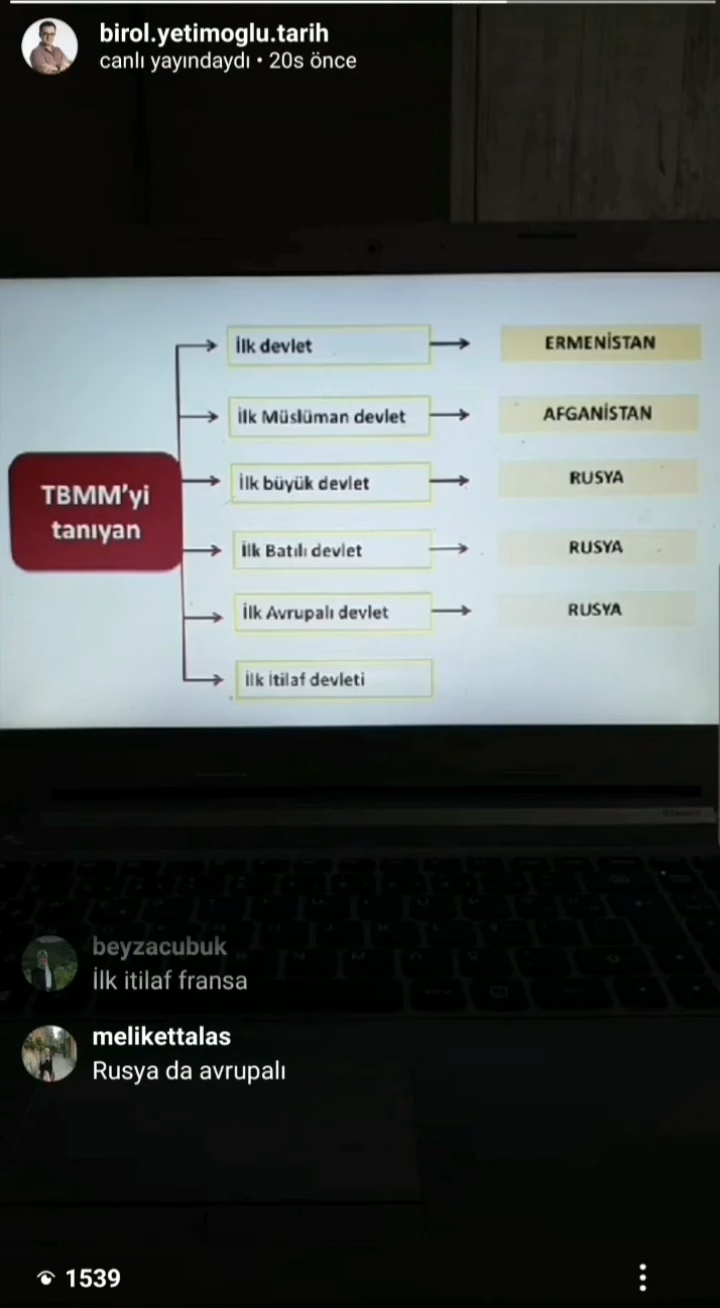 birol.yetimoglu.tarih
canlı yayındaydı • 20s önce
TBMM'yi
tanıyan
İlk devlet
ERMENİSTAN
İlk Müslüman devlet
AFGANİSTAN
İlk büyük devlet
RUSYA
İlk Batılı devlet
RUSYA
İlk Avrupalı devlet
RUSYA
İlk itilaf devleti
beyzacubuk
İlk itilaf fransa
melikettalas
Rusya da avrupalı
1539